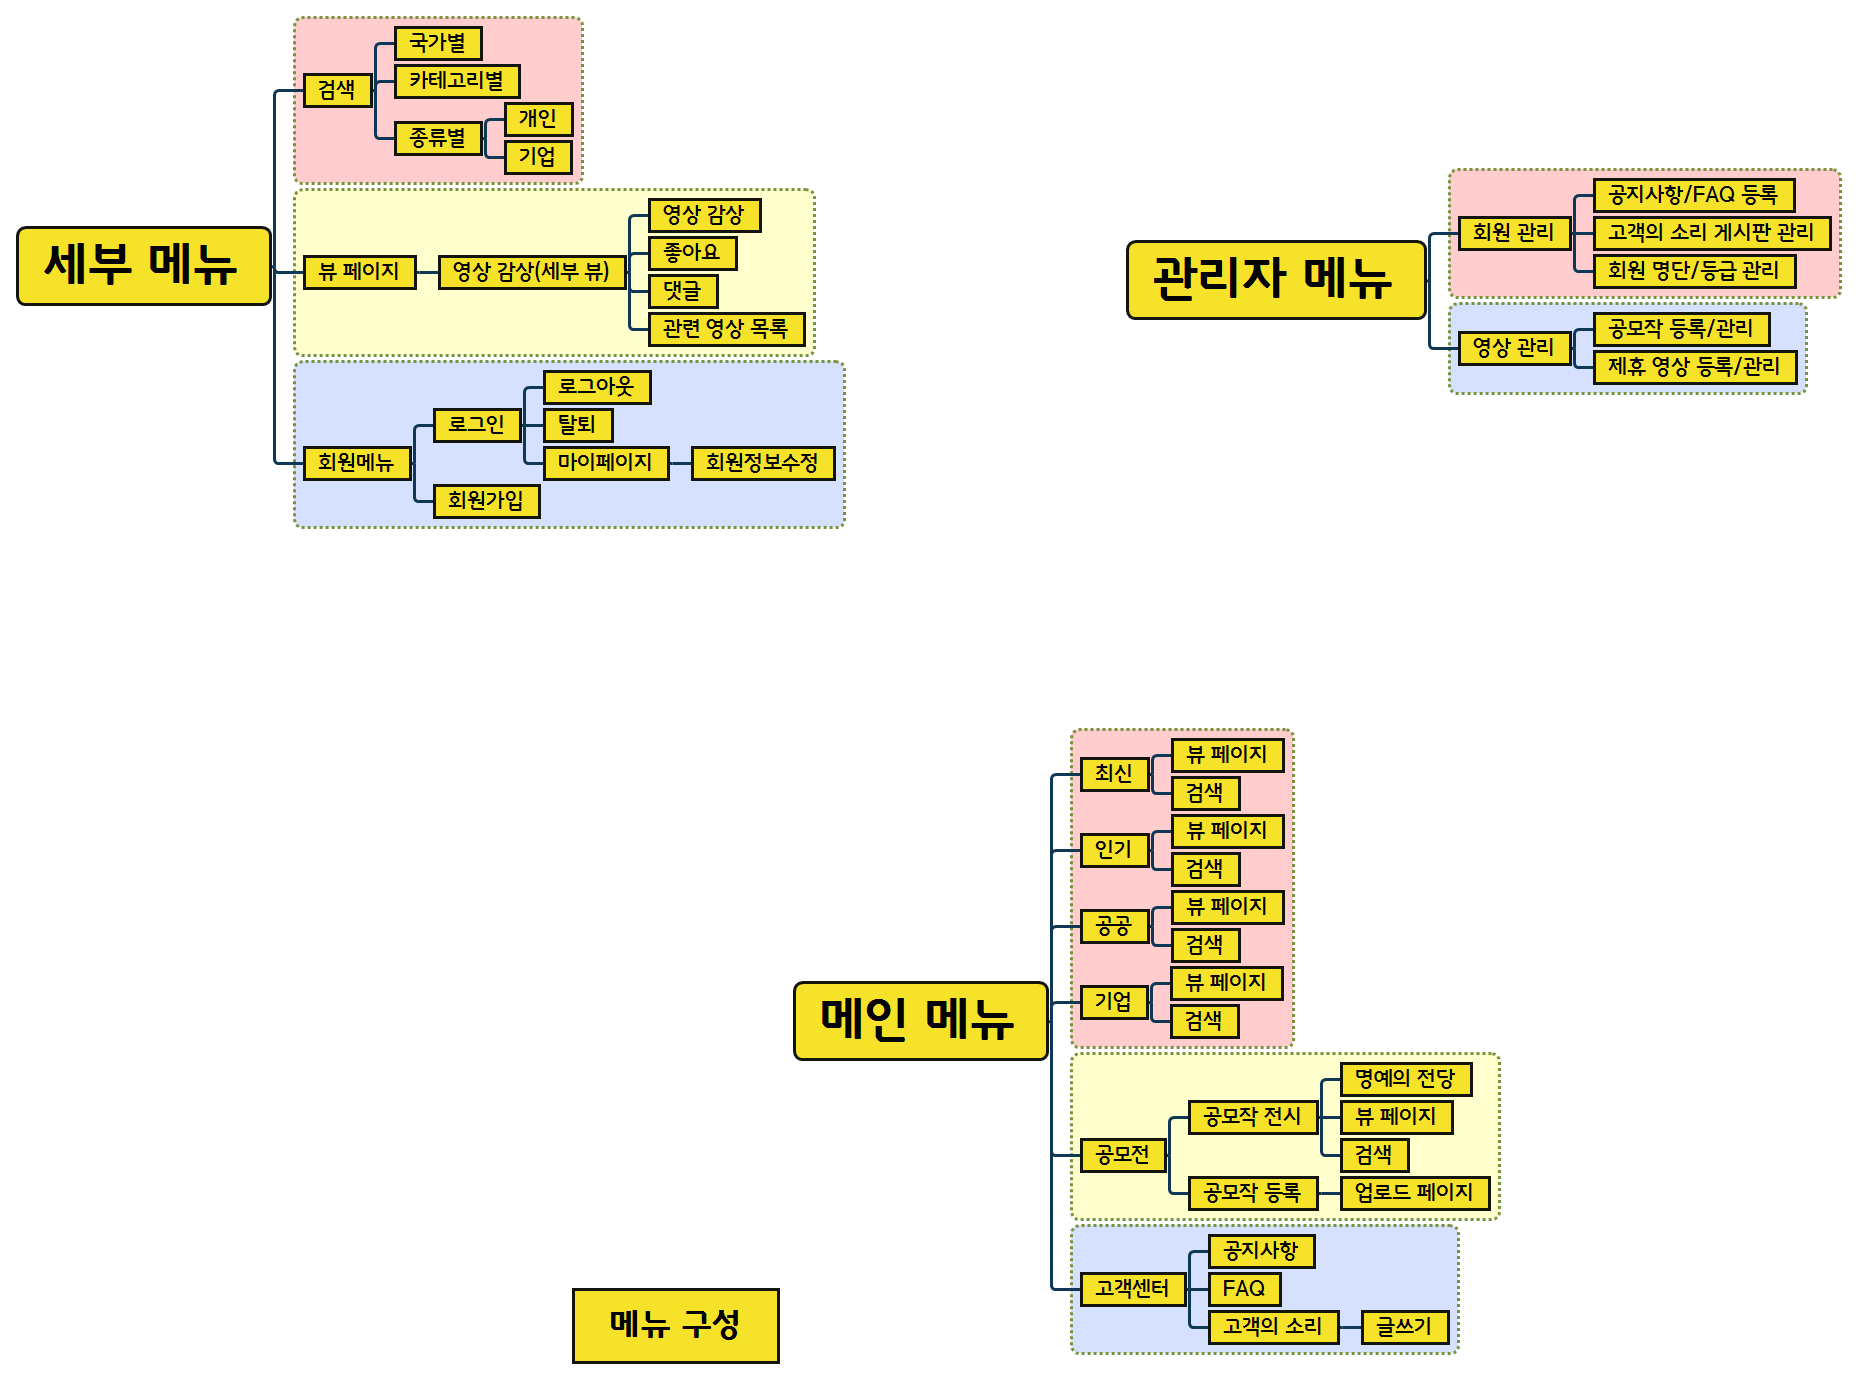 세부 메뉴
검색
국가별
카테고리별
종류별
개인
기업
뷰 페이지
영상 감상(세부 뷰)
영상 감상
좋아요
댓글
관련 영상 목록
회원메뉴
로그인
로그아웃
탈퇴
마이페이지
회원정보수정
회원가입
관리자 메뉴
회원 관리
공지사항/FAQ 등록
고객의 소리 게시판 관리
회원 명단/등급 관리
영상 관리
공모작 등록/관리
제휴 영상 등록/관리
메인 메뉴
최신
뷰 페이지
검색
인기
뷰 페이지
검색
공공
뷰 페이지
검색
기업
뷰 페이지
검색
공모전
공모작 전시
명예의 전당
뷰 페이지
검색
공모작 등록
업로드 페이지
고객센터
공지사항
FAQ
고객의 소리
글쓰기
메뉴 구성